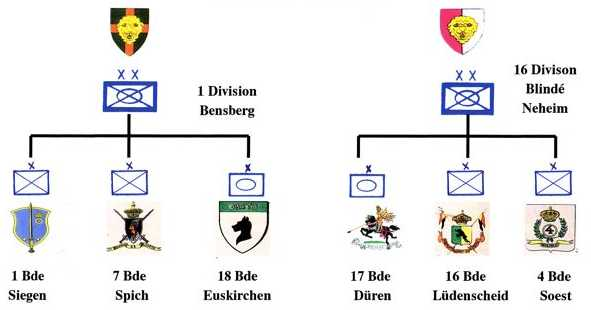 X X
1 Division
Bensberg
X X
16 Divison
Blindé
Neheim
X
X
X
X
X
X
4
1 Bde
Siegen
7 Bde
Spich
18 Bde
Euskirchen
17 Bde
Düren
16 Bde
Lüdenscheid
4 Bde
Soest